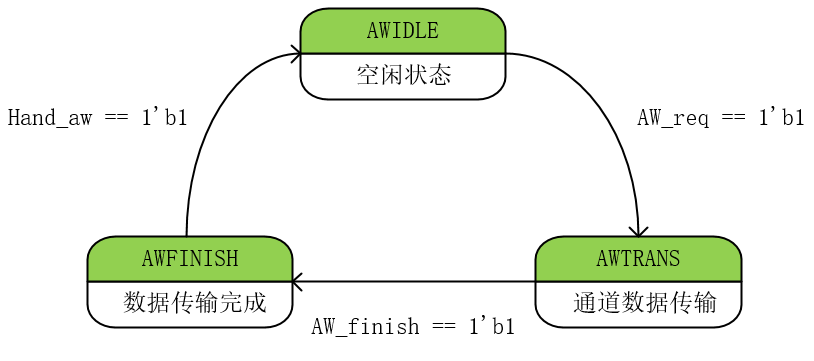 AWIDLE
空闲状态
Hand_aw == 1'b1
AW_req == 1'b1
AWFINISH
数据传输完成
AWTRANS
通道数据传输
AW_finish == 1'b1